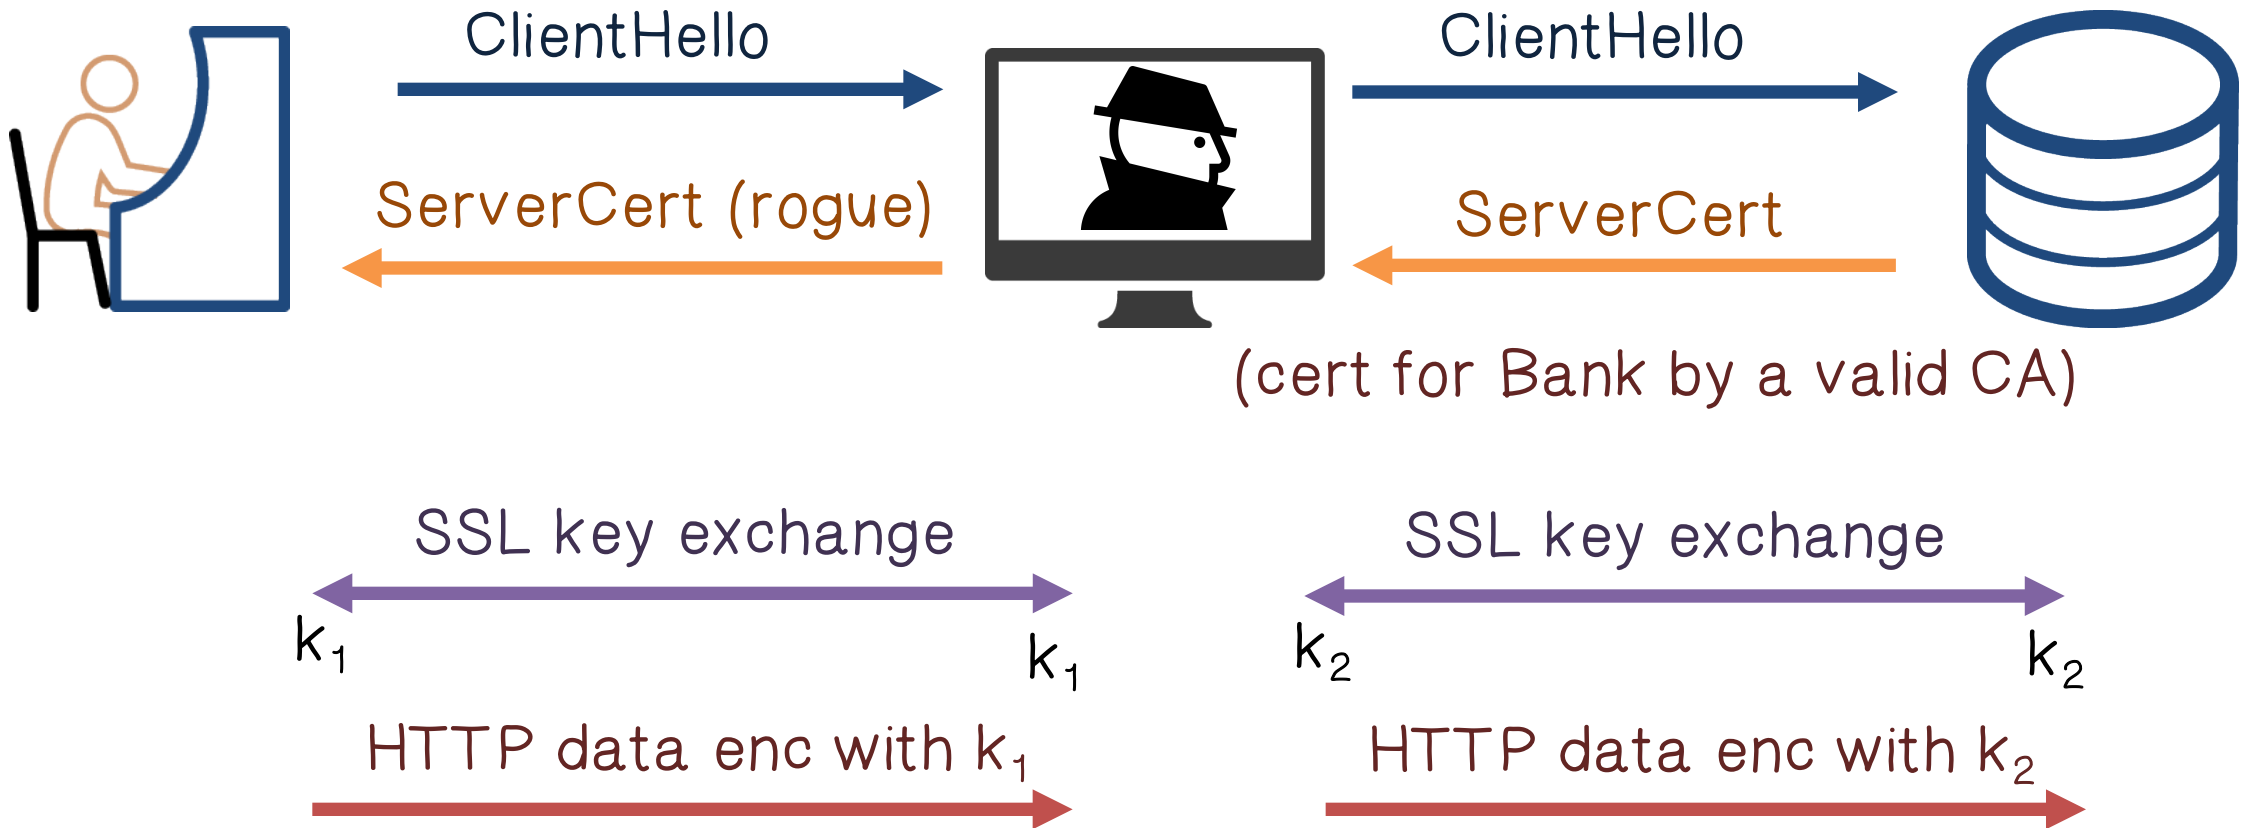 ClientHello
ClientHello
ServerCert (rogue)
ServerCert
(cert for Bank by a valid CA)
SSL key exchange
SSL key exchange
k₁
k₁
k₂
k₂
HTTP data enc with k₁
HTTP data enc with k₂